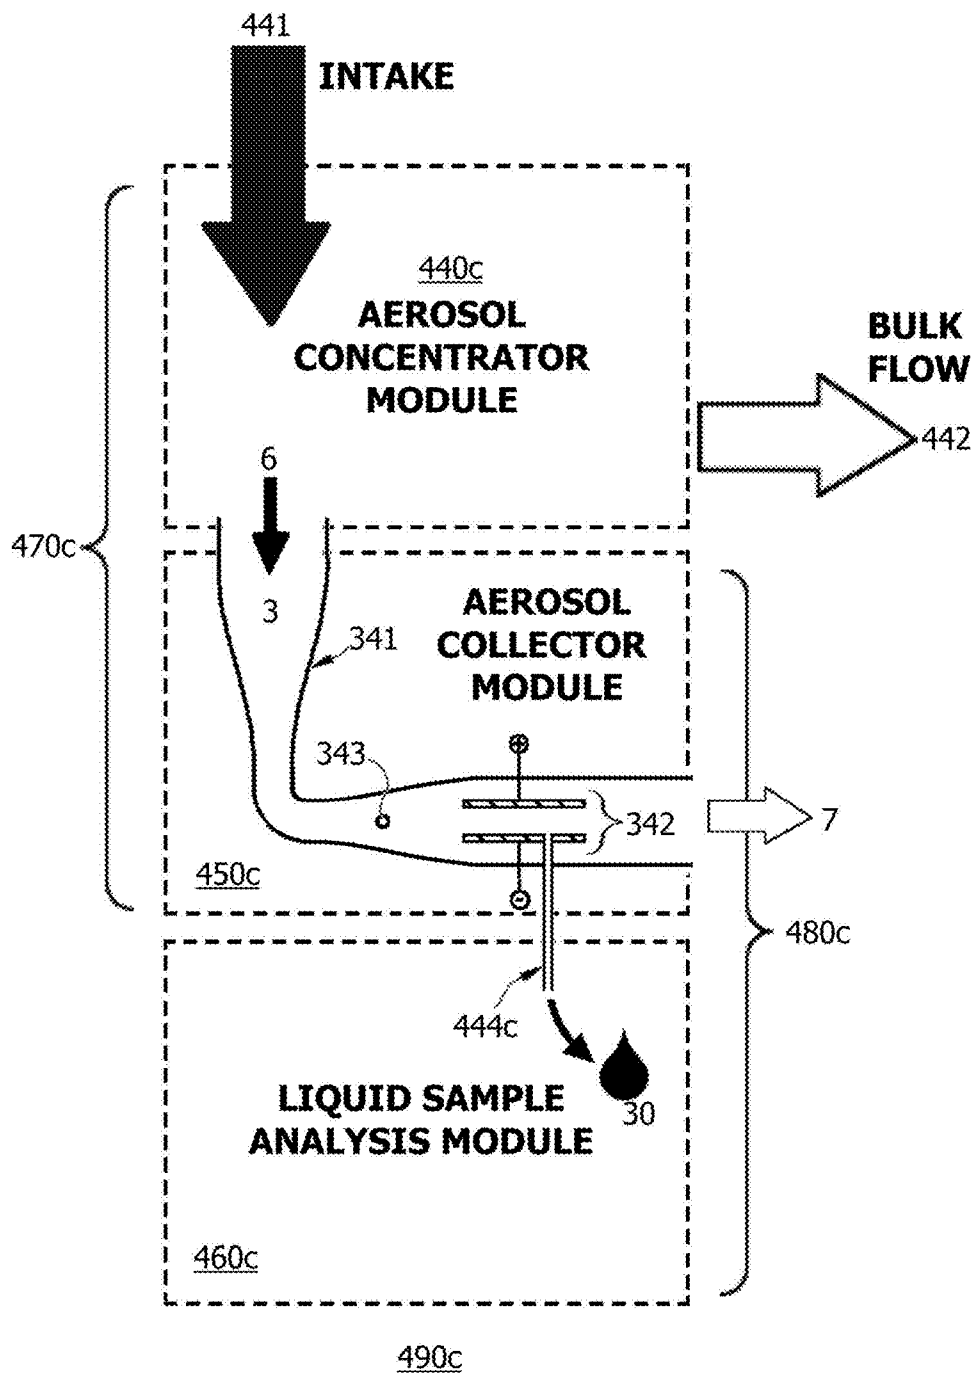 441
INTAKE
440c
AEROSOL
CONCENTRATOR
MODULE
BULK
FLOW
442
6
470c
3
AEROSOL
COLLECTOR
MODULE
341
343
⊕
342
7
450c
⊖
480c
444c
30
LIQUID SAMPLE
ANALYSIS MODULE
460c
490c